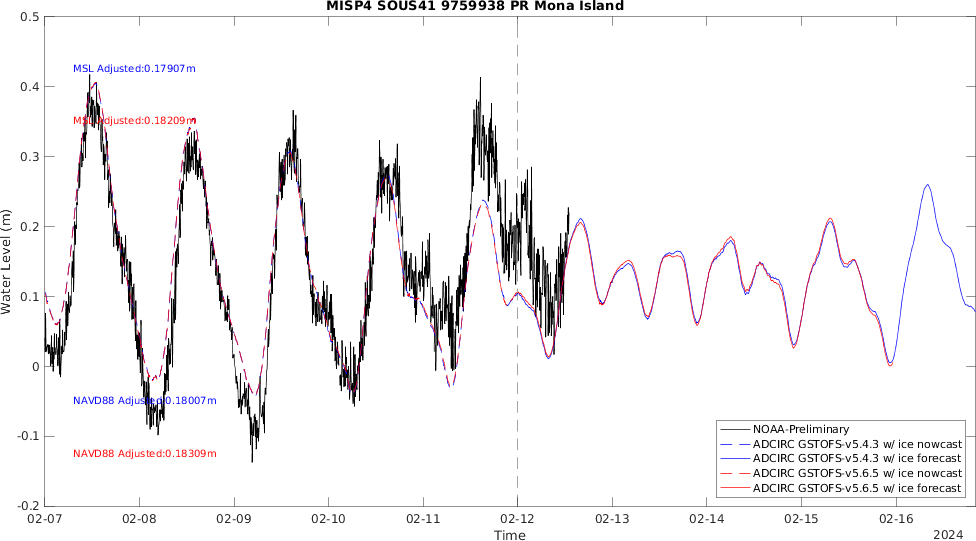 MISP4 SOUS41 9759938 PR Mona Island
0.5
0.4
0.3
0.2
0.1
0
-0.1
-0.2
Water Level (m)
MSL Adjusted:0.17907m
MSL Adjusted:0.18209m
NAVD88 Adjusted:0.18007m
NAVD88 Adjusted:0.18309m
NOAA-Preliminary
ADCIRC GSTOFS-v5.4.3 w/ ice nowcast
ADCIRC GSTOFS-v5.4.3 w/ ice forecast
ADCIRC GSTOFS-v5.6.5 w/ ice nowcast
ADCIRC GSTOFS-v5.6.5 w/ ice forecast
02-07 02-08 02-09 02-10 02-11 02-12 02-13 02-14 02-15 02-16
Time
2024